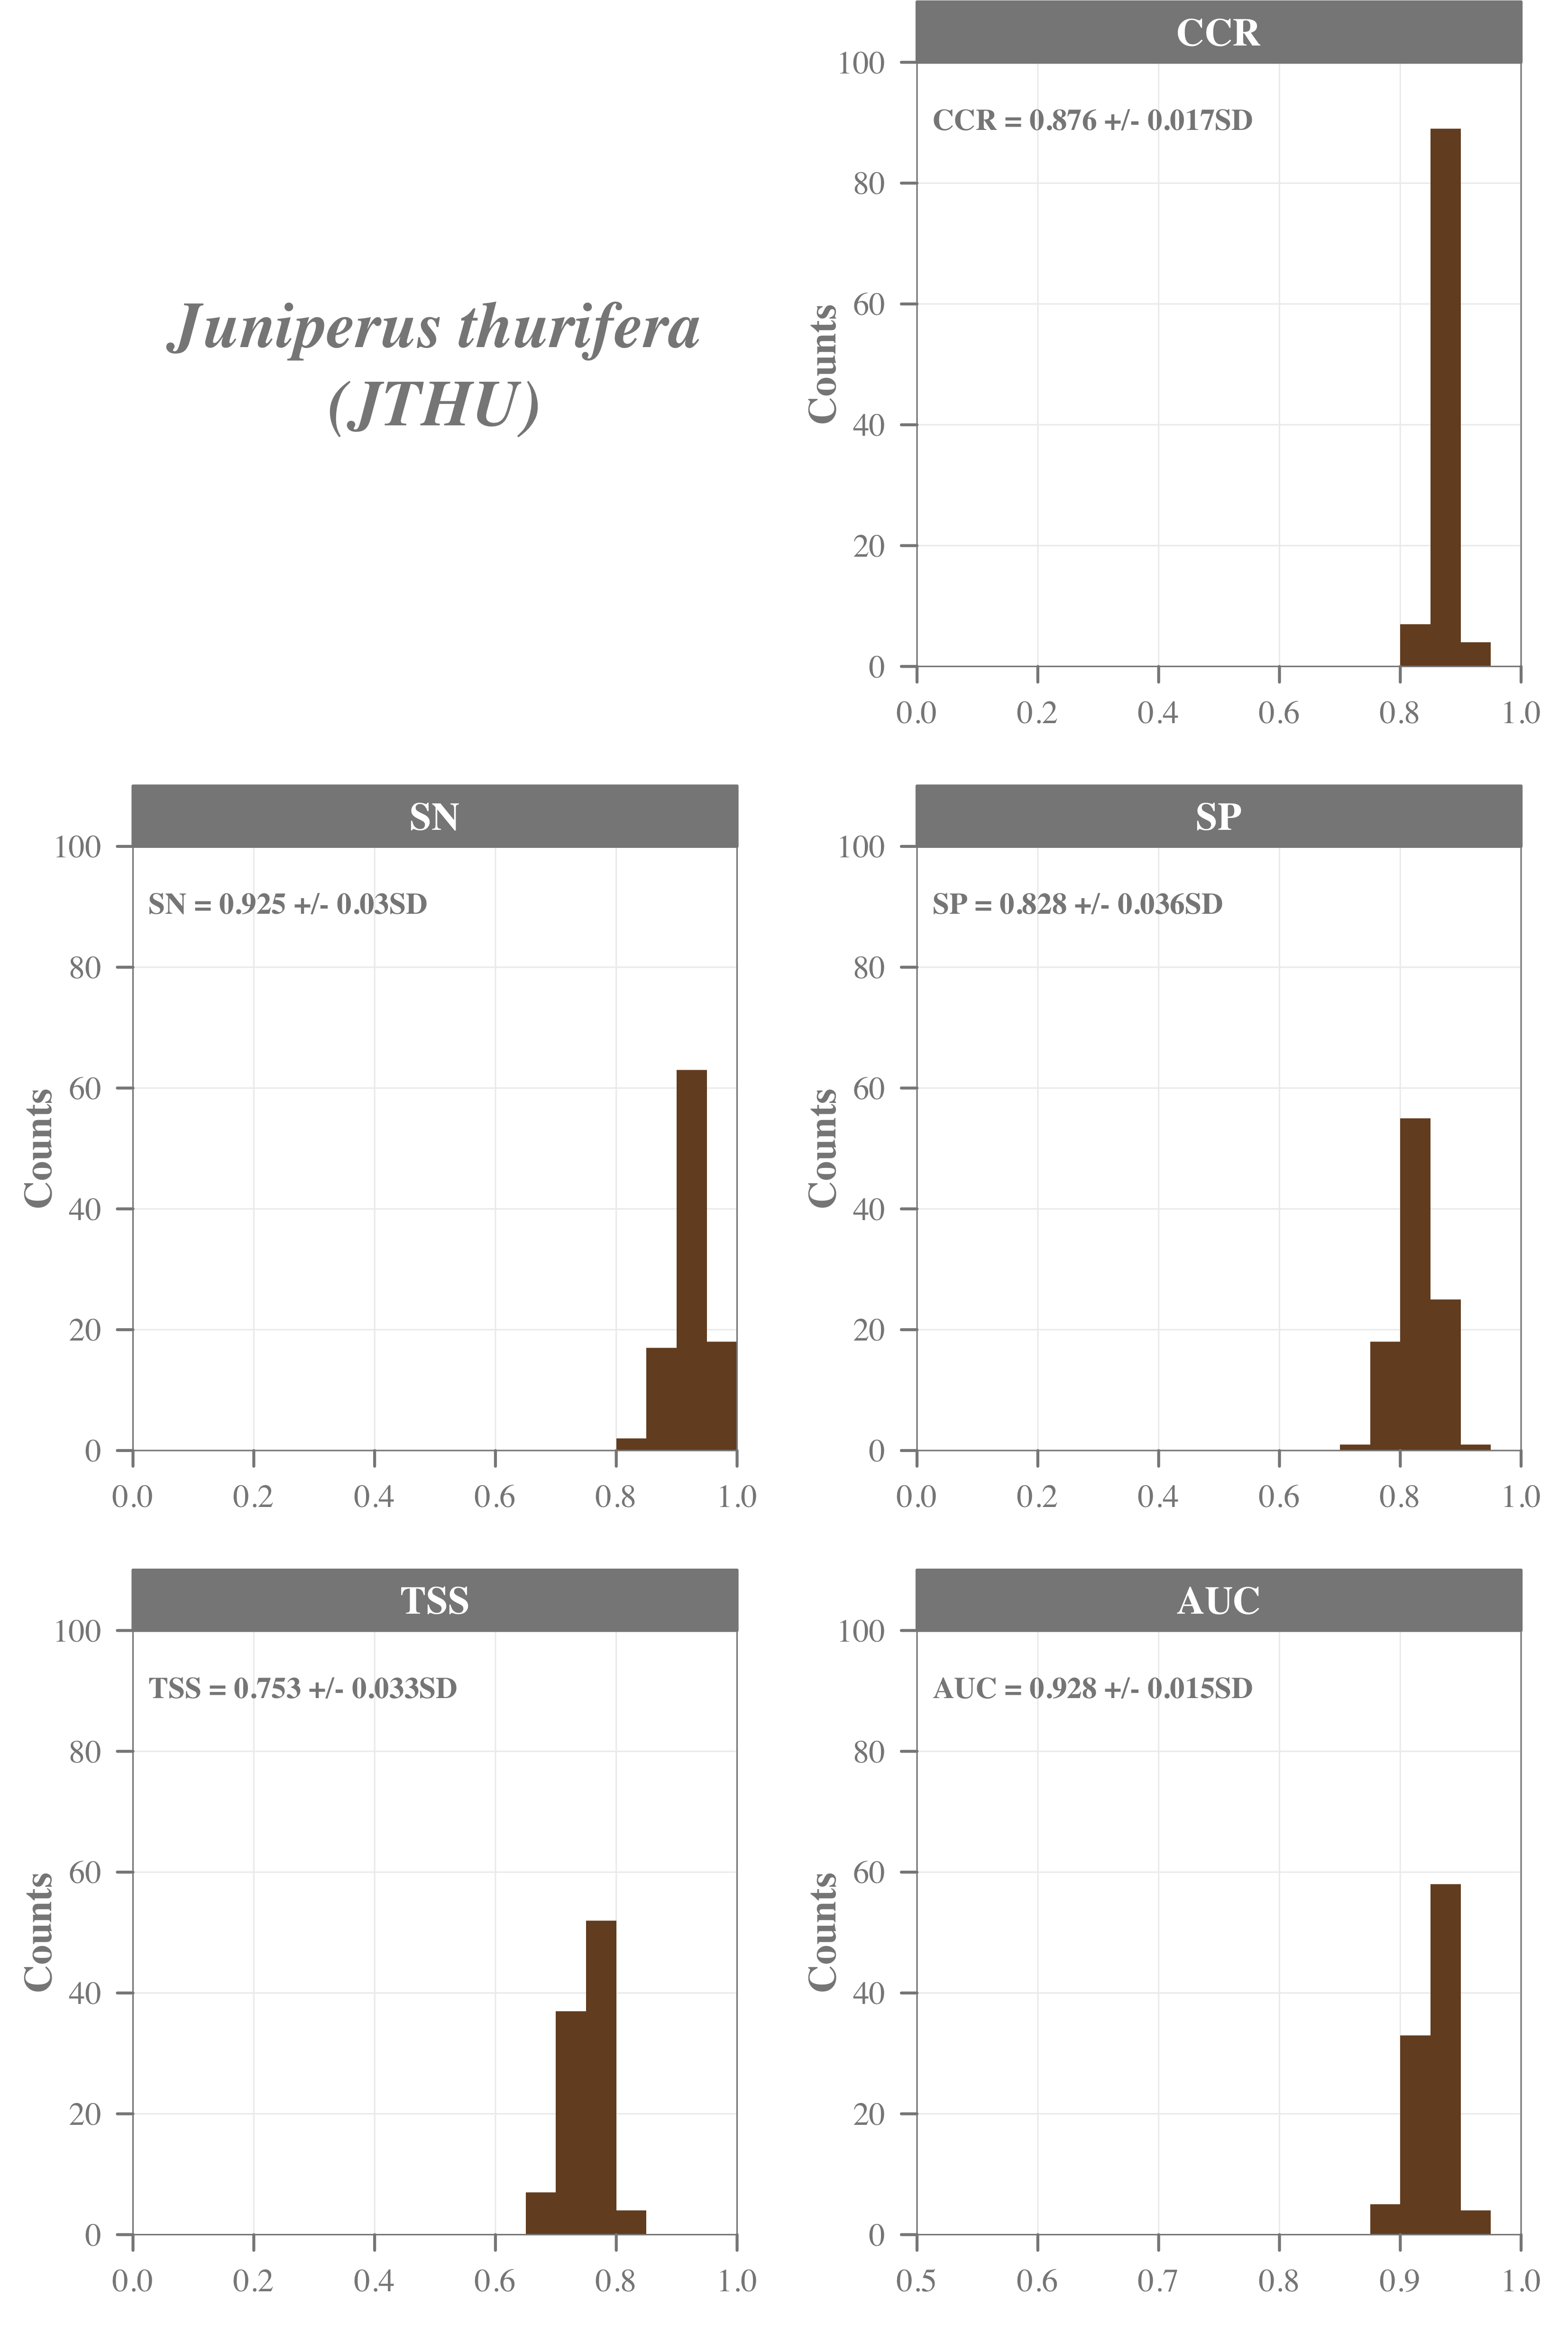 Juniperus thurifera
(JTHU)
CCR
CCR = 0.876 +/- 0.017SD
Counts
100
80
60
40
20
0
0.0 0.2 0.4 0.6 0.8 1.0
SN
SN = 0.925 +/- 0.03SD
Counts
100
80
60
40
20
0
0.0 0.2 0.4 0.6 0.8 1.0
SP
SP = 0.828 +/- 0.036SD
Counts
100
80
60
40
20
0
0.0 0.2 0.4 0.6 0.8 1.0
TSS
TSS = 0.753 +/- 0.033SD
Counts
100
80
60
40
20
0
0.0 0.2 0.4 0.6 0.8 1.0
AUC
AUC = 0.928 +/- 0.015SD
Counts
100
80
60
40
20
0
0.5 0.6 0.7 0.8 0.9 1.0